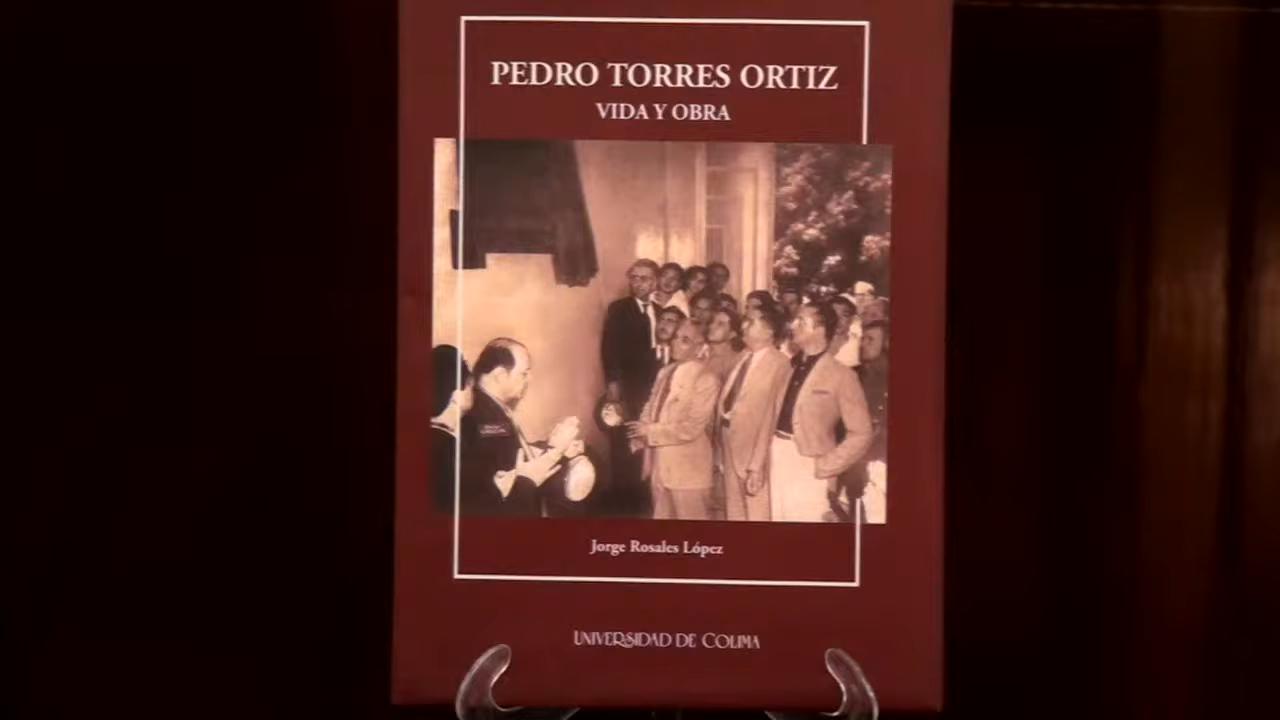 PEDRO TORRES ORTIZ
VIDA Y OBRA
Jorge Rosales López
UNIVERSIDAD DE COLIMA